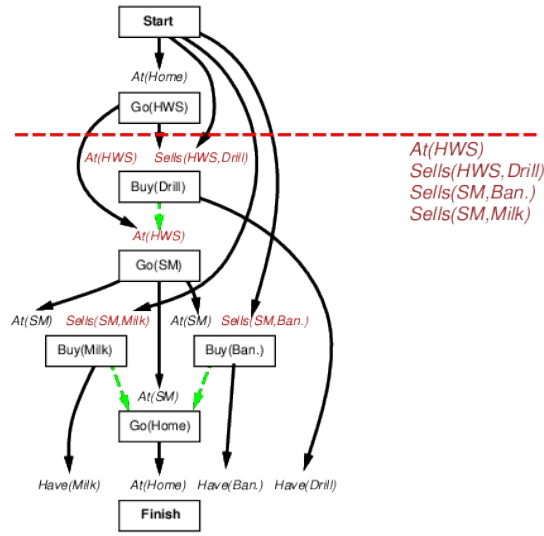 Start
At(Home)
Go(HWS)
At(HWS) Sells(HWS,Drill)
At(HWS)
Sells(HWS,Drill)
Sells(SM,Ban.)
Sells(SM,Milk)
Buy(Drill)
At(HWS)
Go(SM)
At(SM) Sells(SM,Milk) At(SM) Sells(SM,Ban.)
Buy(Milk) Buy(Ban.)
At(SM)
Go(Home)
Have(Milk) At(Home) Have(Ban.) Have(Drill)
Finish